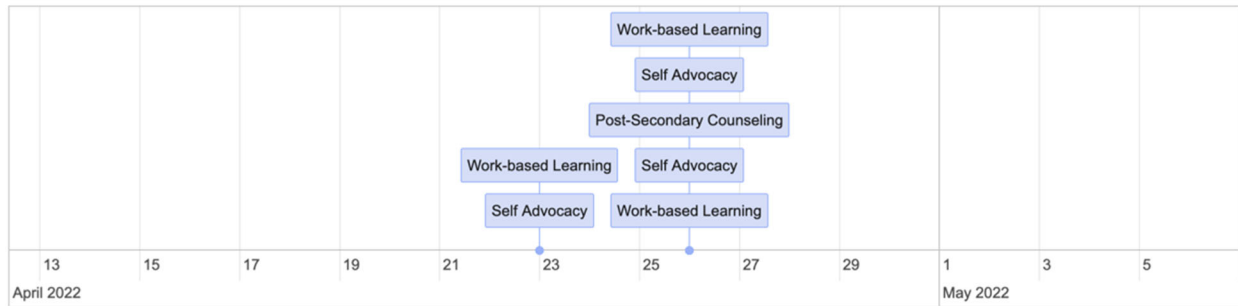 Work-based Learning
Self Advocacy
Post-Secondary Counseling
Work-based Learning Self Advocacy
Self Advocacy Work-based Learning
13 15 17 19 21 23 25 27 29 1 3 5
April 2022 May 2022